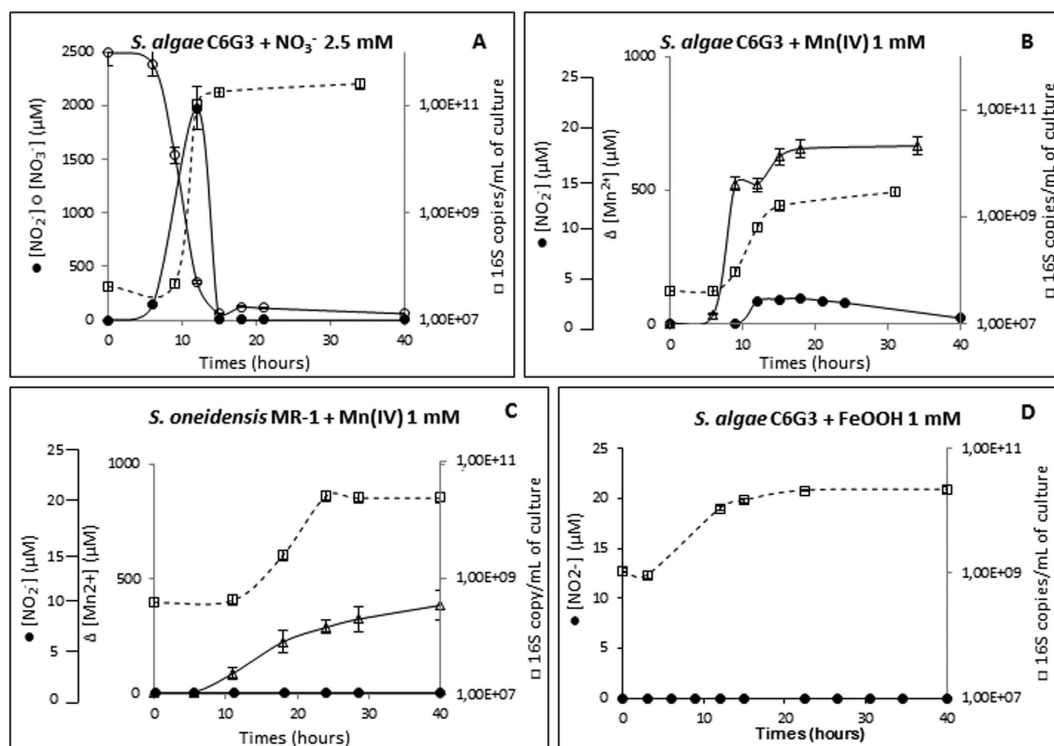 S. algae C6G3 + NO₃⁻ 2.5 mM
A
● [NO₂⁻] o [NO₃⁻] (µM)
2500
2000
1500
1000
500
0
1,00E+11
1,00E+09
1,00E+07
□ 16S copies/mL of culture
0 10 20 30 40
Times (hours)
S. algae C6G3 + Mn(IV) 1 mM
B
● [NO₂⁻] (µM)
25
20
15
10
5
0
Δ [Mn²⁺] (µM)
1000
500
0
1,00E+11
1,00E+09
1,00E+07
□ 16S copies/mL of culture
0 10 20 30 40
Times (hours)
S. oneidensis MR-1 + Mn(IV) 1 mM
C
● [NO₂⁻] (µM)
25
20
15
10
5
0
Δ [Mn2+] (µM)
1000
500
0
1,00E+11
1,00E+09
1,00E+07
□ 16S copy/mL of culture
0 10 20 30 40
Times (hours)
S. algae C6G3 + FeOOH 1 mM
D
● [NO2-] (µM)
25
20
15
10
5
0
1,00E+11
1,00E+09
1,00E+07
□ 16S copies/mL of culture
0 10 20 30 40
Times (hours)